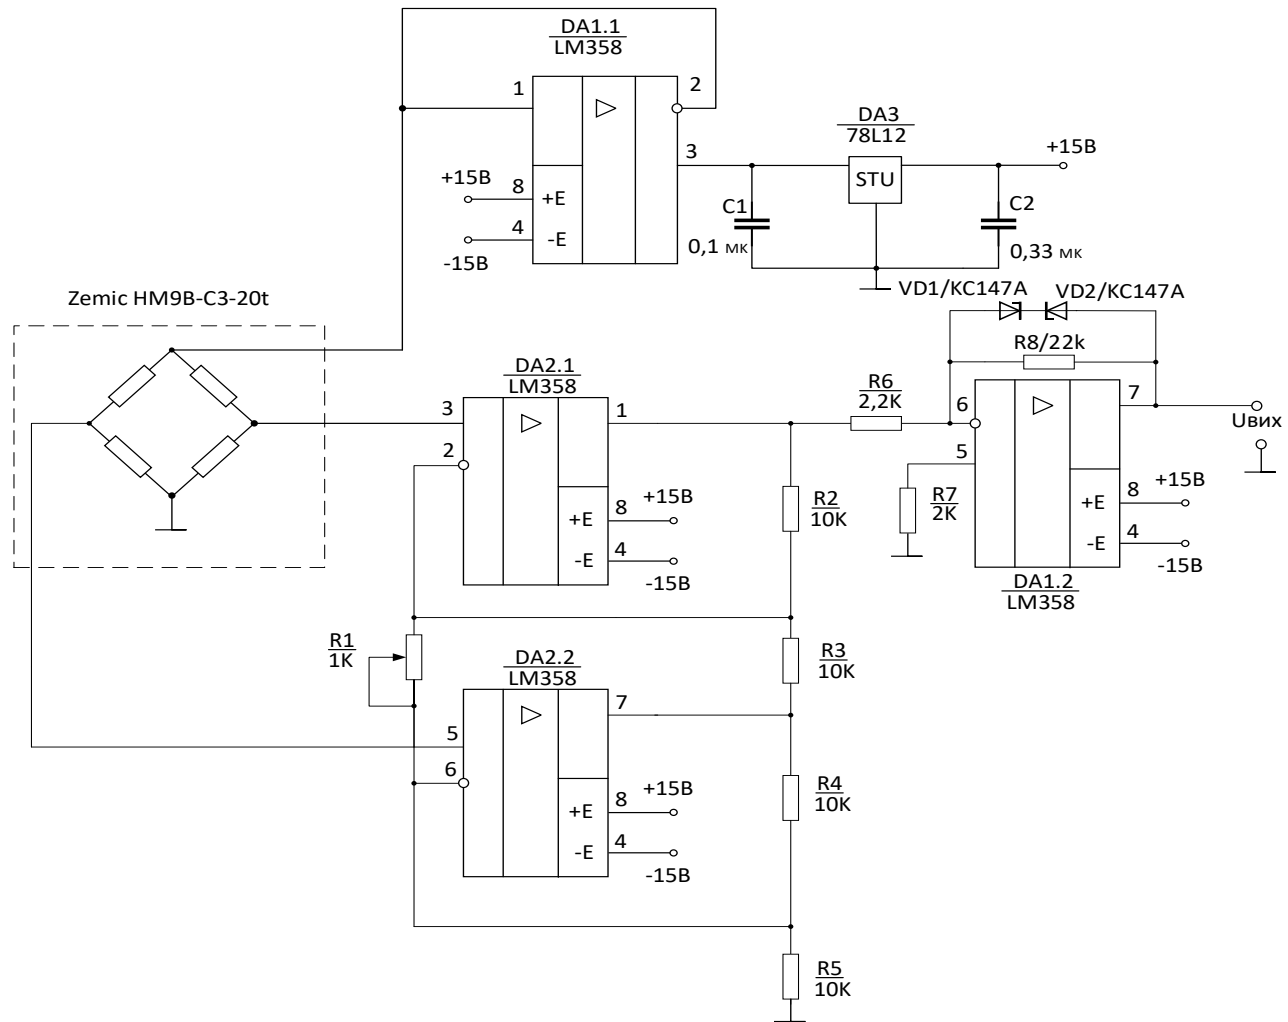 DA1.1
LM358
1
2
DA3
78L12
3
+15В
+15В
8
+E
STU
C1
C2
4
-E
-15В
0,1 мк
0,33 мк
Zemic HM9B-C3-20t
VD1/КС147А
VD2/КС147А
R8/22k
DA2.1
LM358
R6
2,2K
7
3
1
6
Uвих
2
5
+15В
+15В
R2
10K
R7
2K
8
8
+E
+E
4
4
-E
-E
-15В
-15В
DA1.2
LM358
R1
1K
DA2.2
LM358
R3
10K
7
5
6
+15В
R4
10K
8
+E
4
-E
-15В
R5
10K